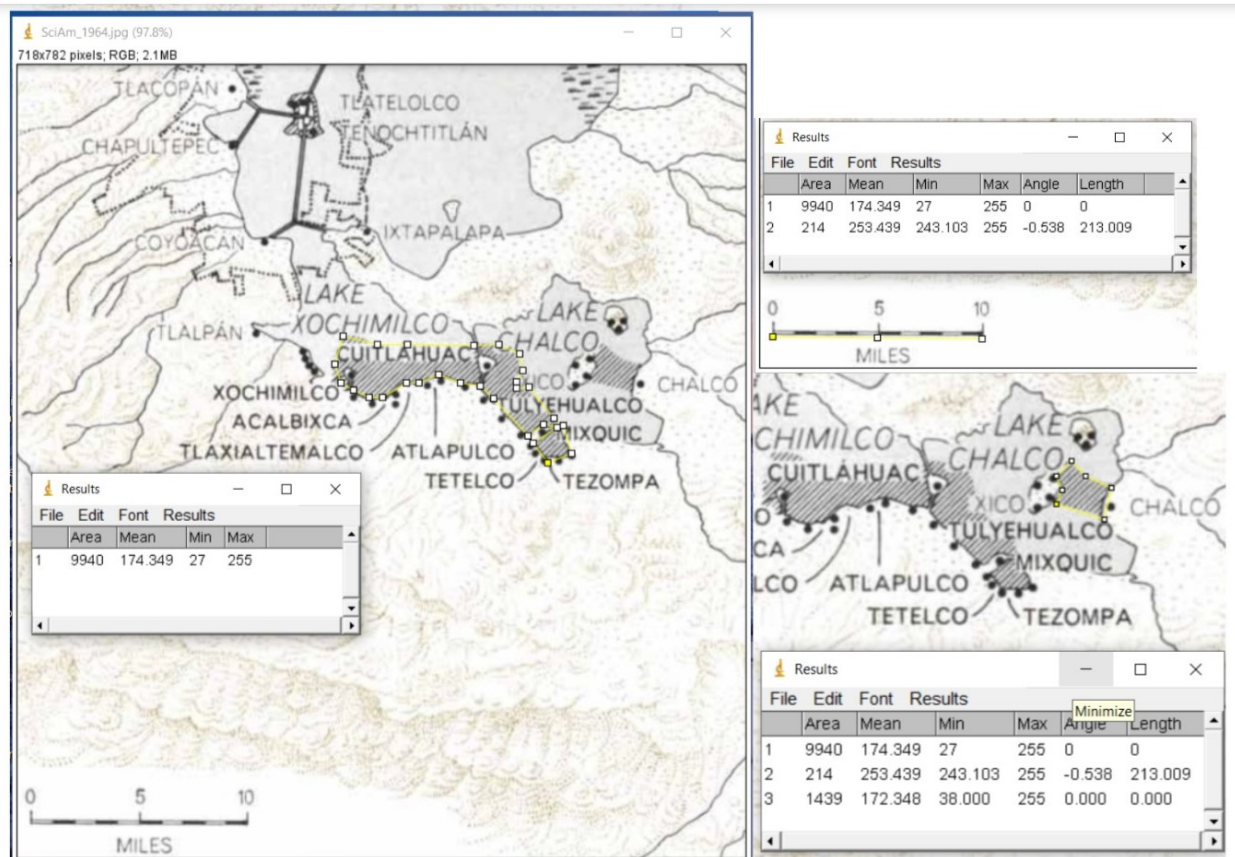 SciAm_1964.jpg (97.8%)
718x782 pixels; RGB; 2.1MB
TLACOPÁN
TLATELOLCO
TENOCHTITLÁN
CHAPULTEPEC
COYOACÁN
IXTAPALAPA
LAKE
XOCHIMILCO
LAKE
CHALCO
TLALPÁN
CUITLÁHUAC
XICO
CHALCO
XOCHIMILCO
TULYEHUALCO
ACALBIXCA
MIXQUIC
TLAXIALTEMALCO
ATLAPULCO
TETELCO
TEZOMPA
Results
File Edit Font Results
Area Mean Min Max
1 9940 174.349 27 255
0 5 10
MILES
Results
File Edit Font Results
Area Mean Min Max Angle Length
1 9940 174.349 27 255 0 0
2 214 253.439 243.103 255 -0.538 213.009
0 5 10
MILES
AKE
CHIMILCO
LAKE
CHALCO
CUITLÁHUAC
XICO
CHALCO
O
TULYEHUALCO
CA
MIXQUIC
LCO
ATLAPULCO
TETELCO
TEZOMPA
Results
File Edit Font Results
Minimize
Area Mean Min Max Angle Length
1 9940 174.349 27 255 0 0
2 214 253.439 243.103 255 -0.538 213.009
3 1439 172.348 38.000 255 0.000 0.000